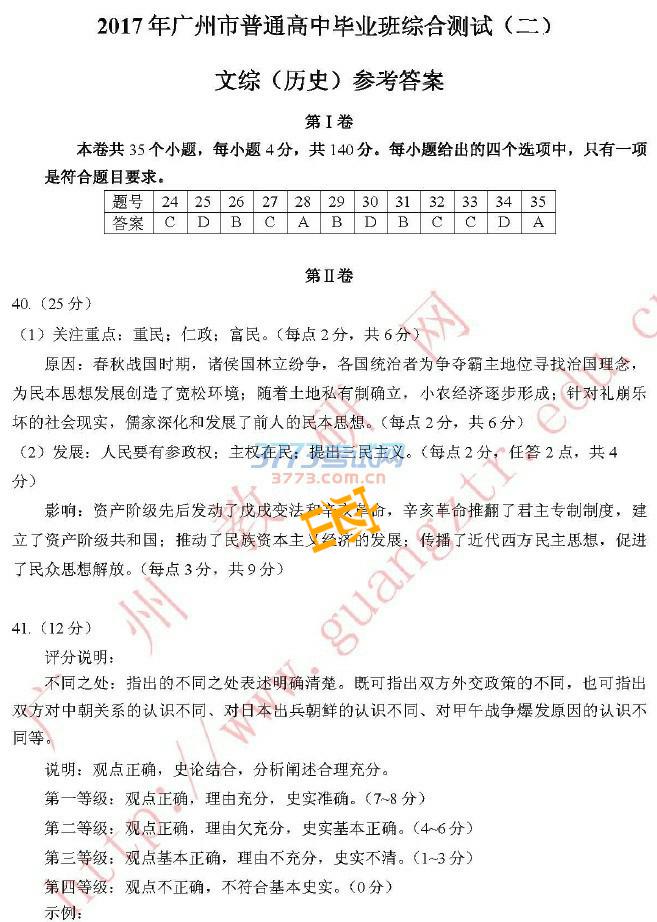 2017年广州市普通高中毕业班综合测试（二）
文综（历史）参考答案
第Ⅰ卷
本卷共35个小题，每小题4分，共140分。每小题给出的四个选项中，只有一项
是符合题目要求。
题号 24 25 26 27 28 29 30 31 32 33 34 35
答案 C D B C A B D B C C D A
第Ⅱ卷
40.（25分）
（1）关注重点：重民；仁政；富民。（每点2分，共6分）
原因：春秋战国时期，诸侯国林立纷争，各国统治者为争夺霸主地位寻找治国理念，
为民本思想发展创造了宽松环境；随着土地私有制确立，小农经济逐步形成；针对礼崩乐
坏的社会现实，儒家深化和发展了前人的民本思想。（每点2分，共6分）
（2）发展：人民要有参政权；主权在民；提出三民主义。（每点2分，任答2点，共4
分）
影响：资产阶级先后发动了戊戌变法和辛亥革命，辛亥革命推翻了君主专制制度，建
立了资产阶级共和国；推动了民族资本主义经济的发展；传播了近代西方民主思想，促进
了民众思想解放。（每点3分，共9分）
41.（12分）
评分说明：
不同之处：指出的不同之处表述明确清楚。既可指出双方外交政策的不同，也可指出
双方对中朝关系的认识不同、对日本出兵朝鲜的认识不同、对甲午战争爆发原因的认识不
同等。
说明：观点正确，史论结合，分析阐述合理充分。
第一等级：观点正确，理由充分，史实准确。（7~8分）
第二等级：观点正确，理由欠充分，史实基本正确。（4~6分）
第三等级：观点基本正确，理由不充分，史实不清。（1~3分）
第四等级：观点不正确，不符合基本史实。（0分）
示例：
3773考试网
3773.com.cn
广州教研网
http://www.guangztr.edu.cn